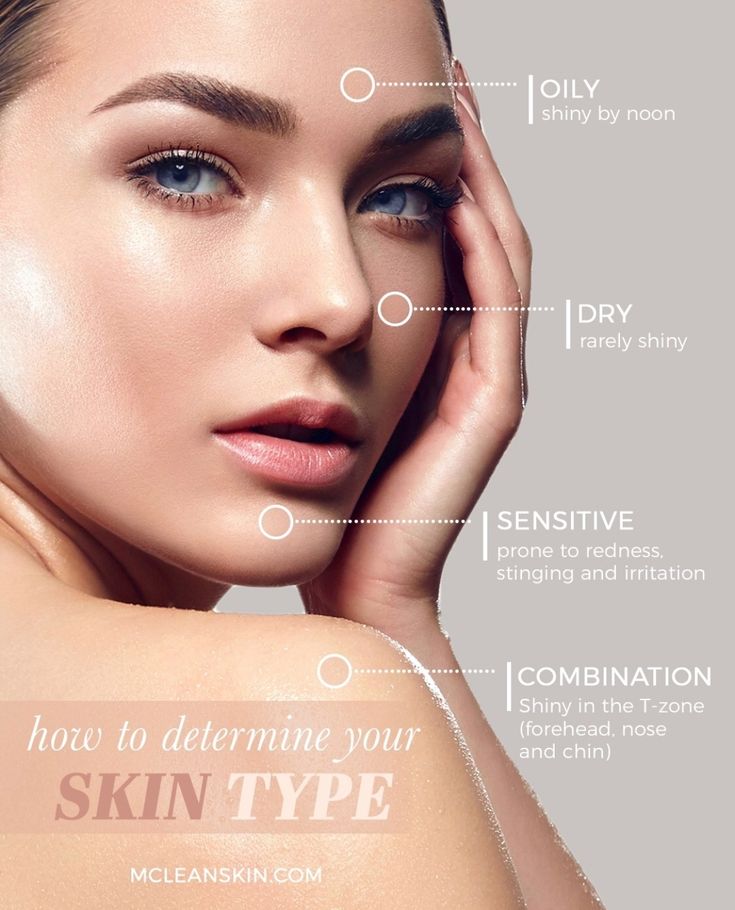 OILY
shiny by noon
DRY
rarely shiny
SENSITIVE
prone to redness,
stinging and irritation
COMBINATION
Shiny in the T-zone
(forehead, nose
and chin)
how to determine your
SKIN TYPE
MCLEANSKIN.COM